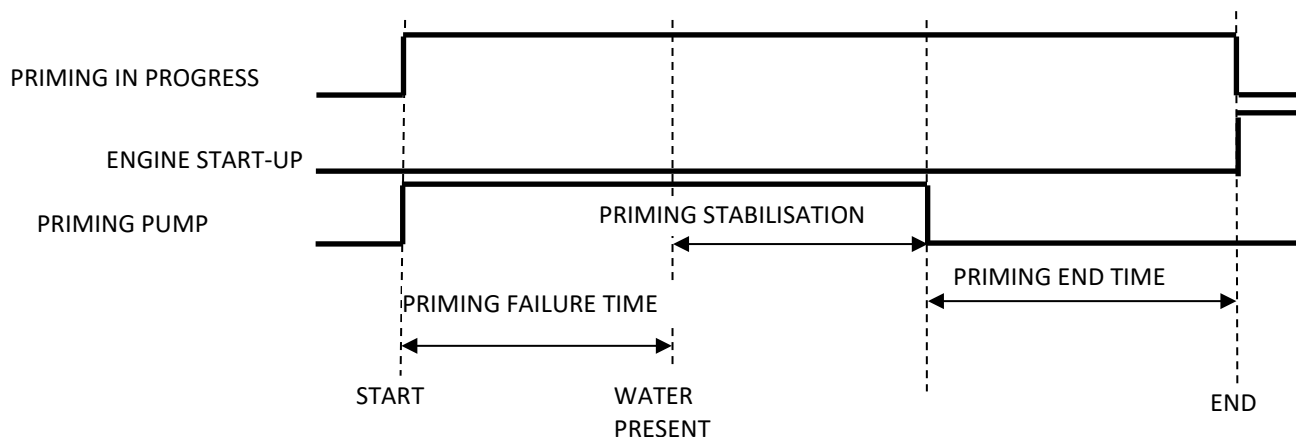 PRIMING IN PROGRESS
ENGINE START-UP
PRIMING PUMP
PRIMING STABILISATION
PRIMING END TIME
PRIMING FAILURE TIME
START
WATER
PRESENT
END